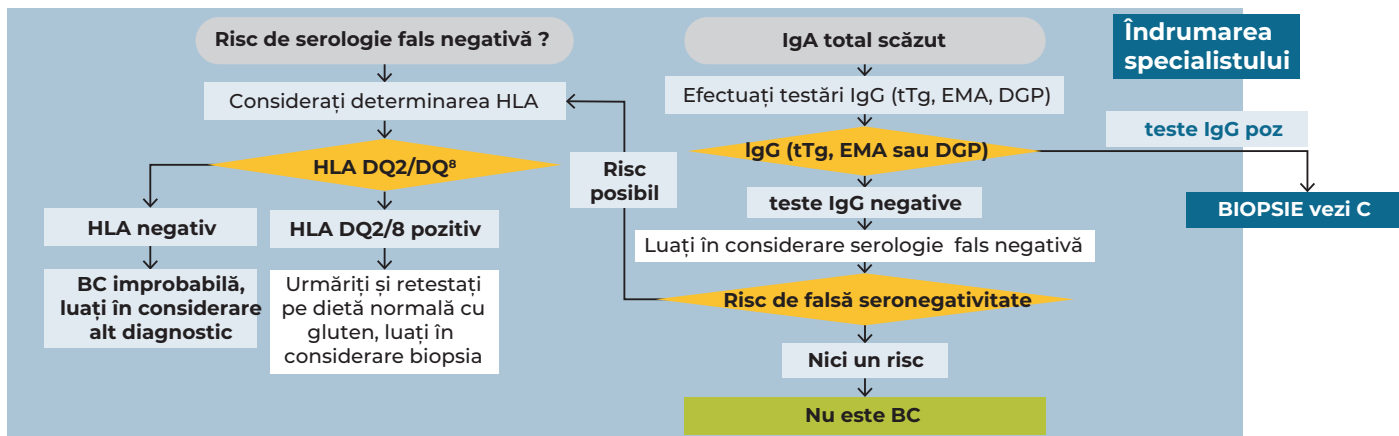 Risc de serologie fals negativă ?
Considerați determinarea HLA
HLA DQ2/DQ⁸
HLA negativ
BC improbabilă,
luați în considerare
alt diagnostic
HLA DQ2/8 pozitiv
Urmăriți și retestați
pe dietă normală cu
gluten, luați în
considerare biopsia
Risc
posibil
IgA total scăzut
Efectuați testări IgG (tTg, EMA, DGP)
IgG (tTg, EMA sau DGP)
teste IgG negative
Luați în considerare serologie fals negativă
Risc de falsă seronegativitate
Nici un risc
Nu este BC
Îndrumarea
specialistului
teste IgG poz
BIOPSIE vezi C